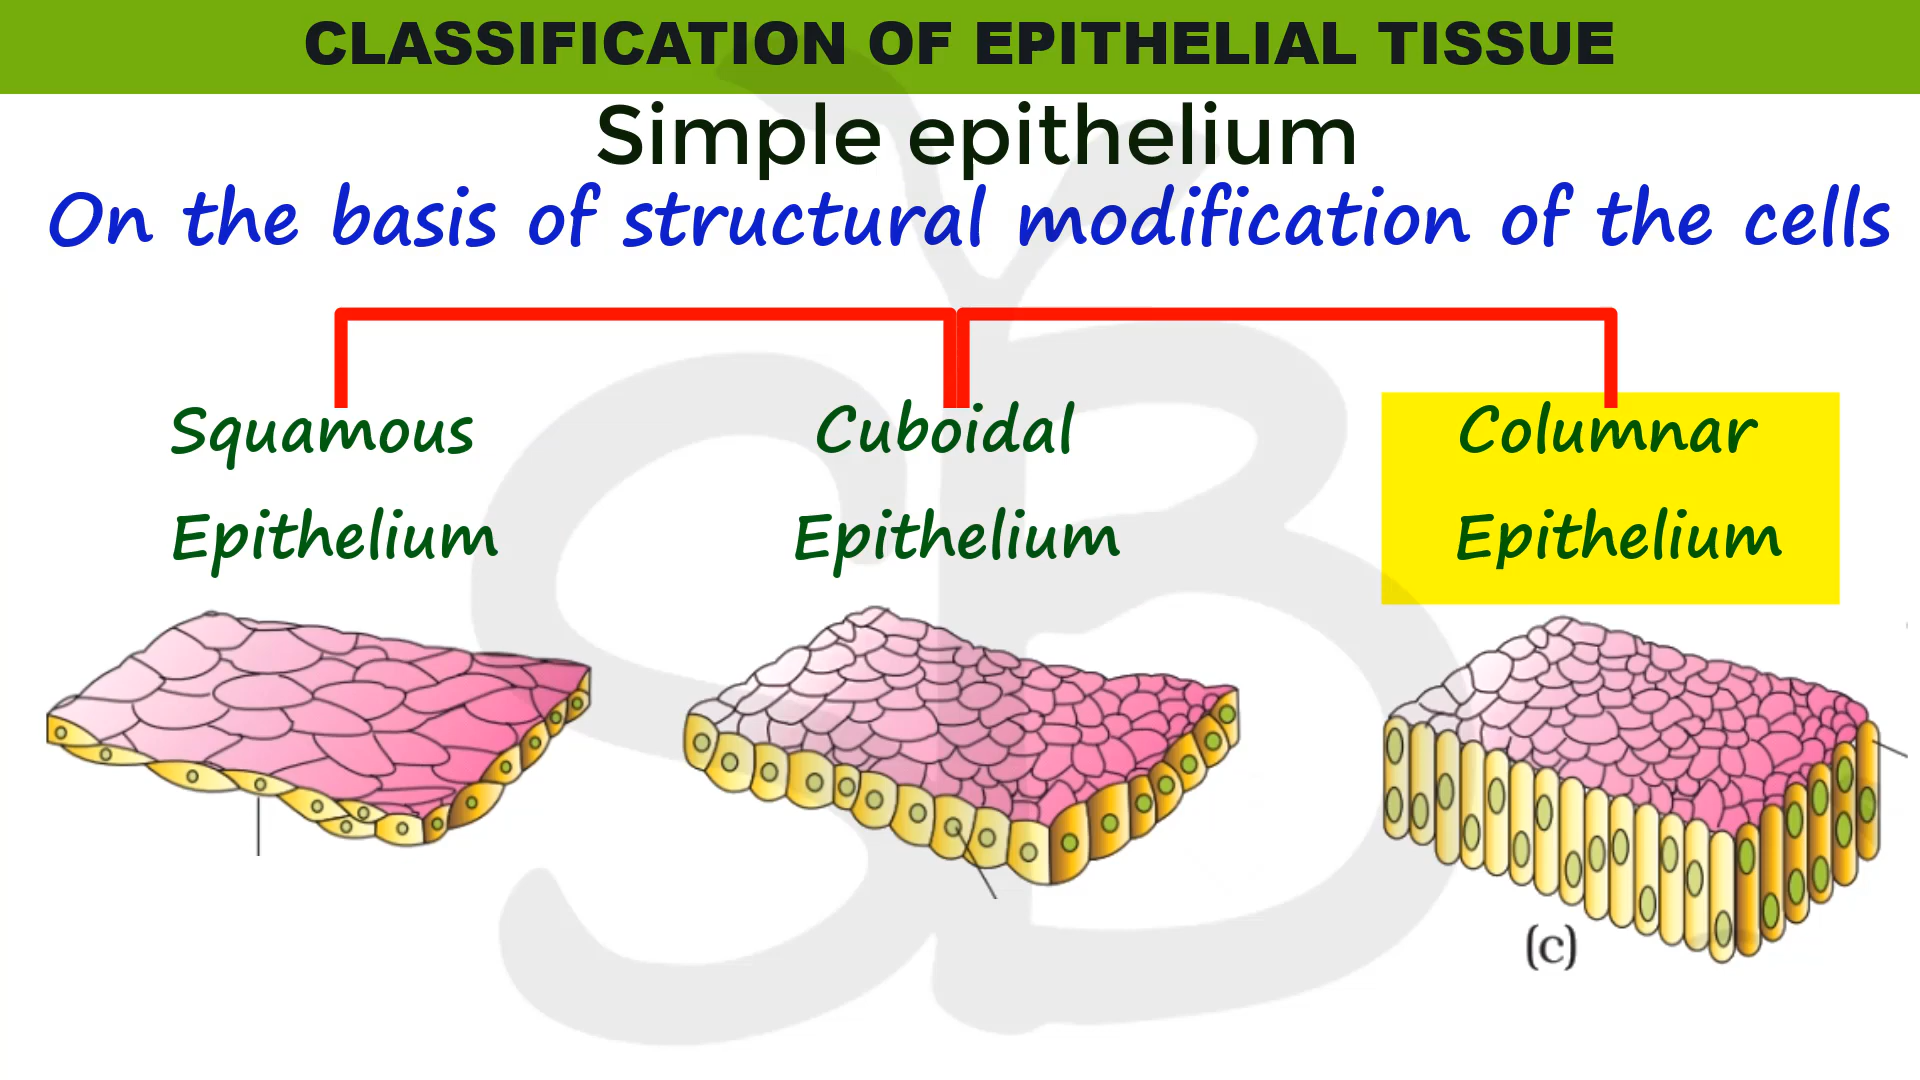 CLASSIFICATION OF EPITHELIAL TISSUE
Simple epithelium
On the basis of structural modification of the cells
Squamous
Epithelium
Cuboidal
Epithelium
Columnar
Epithelium
(c)
SB